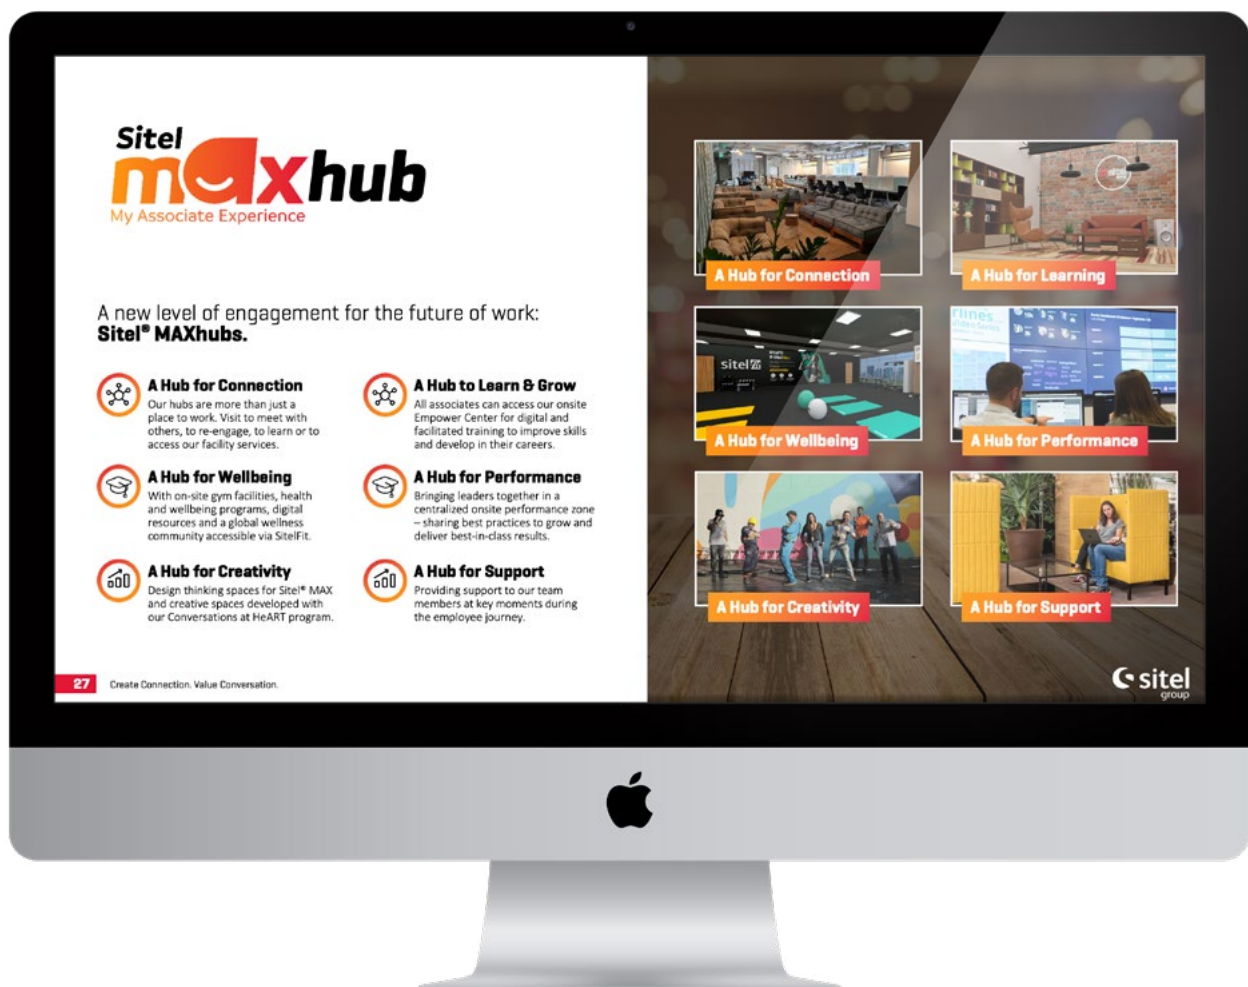 Sitel
maxhub
My Associate Experience
A new level of engagement for the future of work:
Sitel® MAXhubs.
A Hub for Connection
Our hubs are more than just a
place to work. Visit to meet with
others, to re-engage, to learn or to
access our facility services.
A Hub to Learn & Grow
All associates can access our onsite
Empower Center for digital and
facilitated training to improve skills
and develop in their careers.
A Hub for Wellbeing
With on-site gym facilities, health
and wellbeing programs, digital
resources and a global wellness
community accessible via SitelFit.
A Hub for Performance
Bringing leaders together in a
centralized onsite performance zone
– sharing best practices to grow and
deliver best-in-class results.
A Hub for Creativity
Design thinking spaces for Sitel® MAX
and creative spaces developed with
our Conversations at HeART program.
A Hub for Support
Providing support to our team
members at key moments during
the employee journey.
27
Create Connection. Value Conversation.
A Hub for Connection
A Hub for Learning
sitel
A Hub for Wellbeing
A Hub for Performance
A Hub for Creativity
A Hub for Support
sitel
group